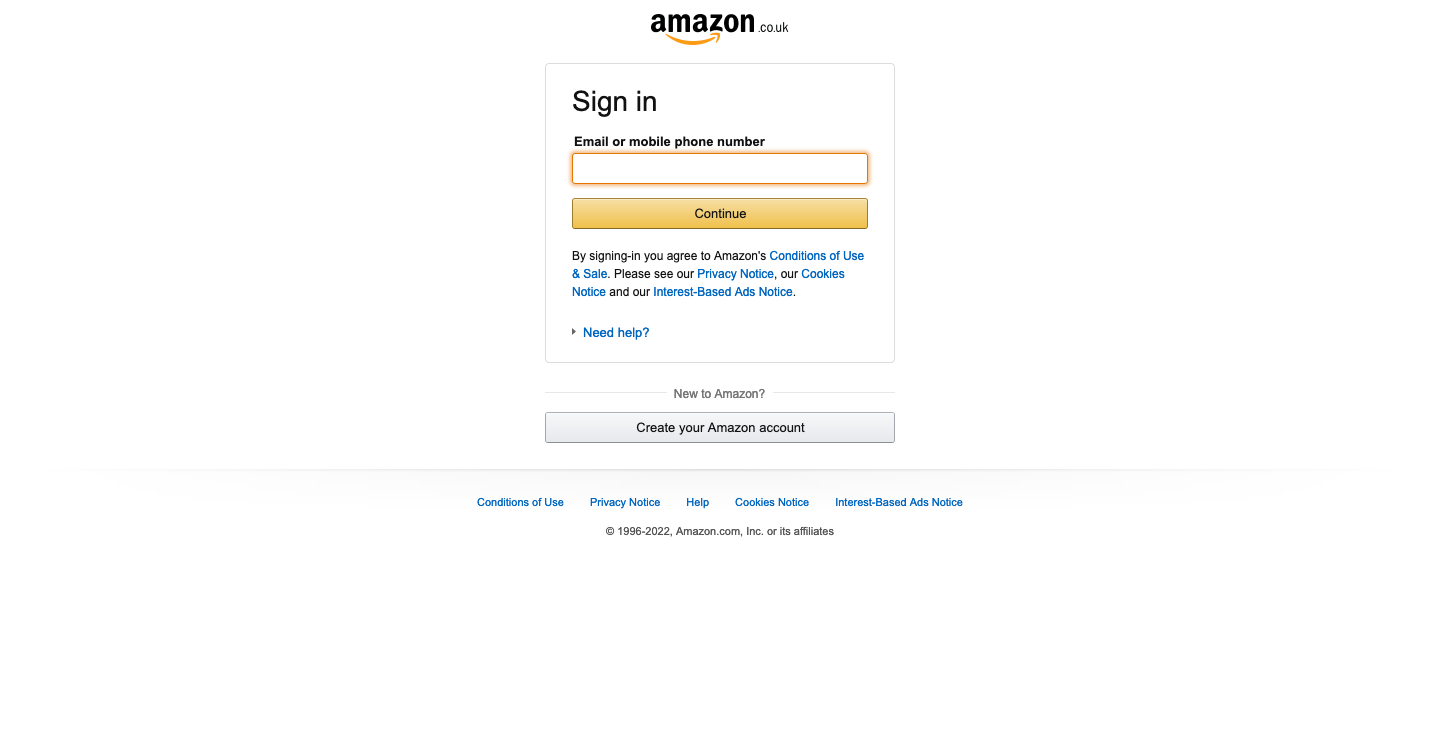 amazon.co.uk
Sign in
Email or mobile phone number
Continue
By signing-in you agree to Amazon's Conditions of Use
& Sale. Please see our Privacy Notice, our Cookies
Notice and our Interest-Based Ads Notice.
Need help?
New to Amazon?
Create your Amazon account
Conditions of Use Privacy Notice Help Cookies Notice Interest-Based Ads Notice
© 1996-2022, Amazon.com, Inc. or its affiliates